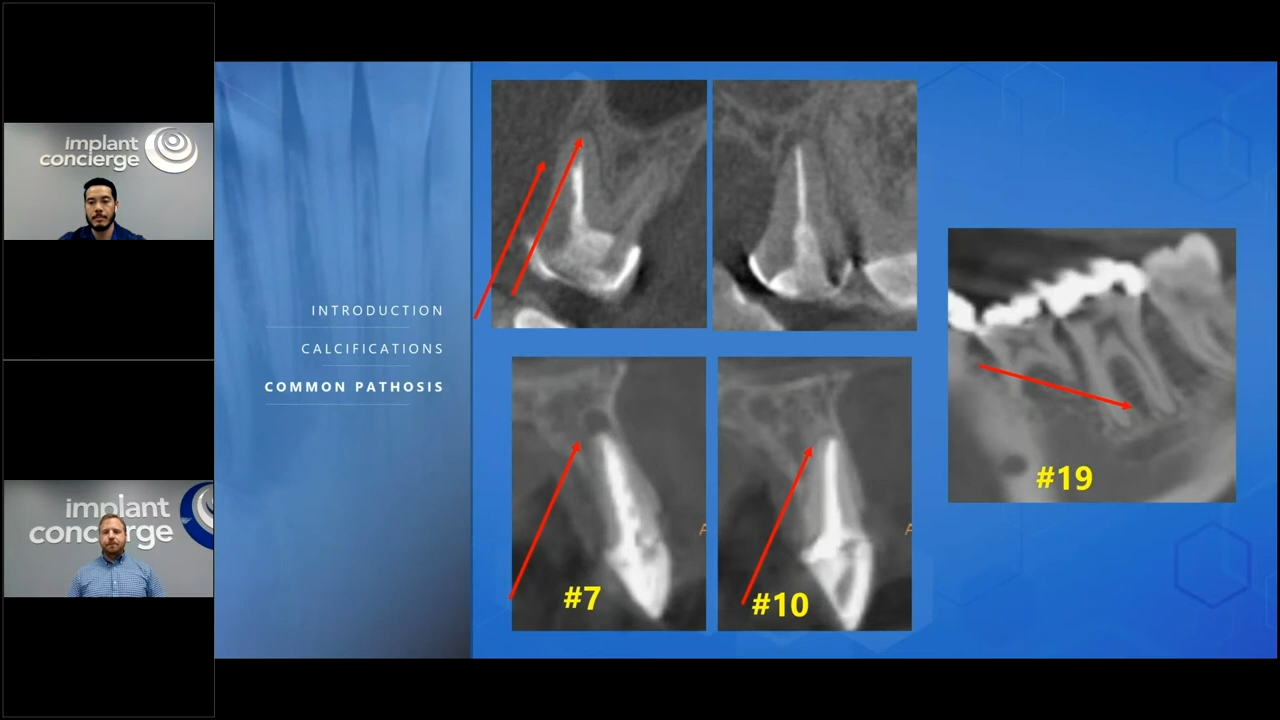 implant
concierge
implant
concierge
INTRODUCTION
CALCIFICATIONS
COMMON PATHOSIS
#7
#10
#19
A
A